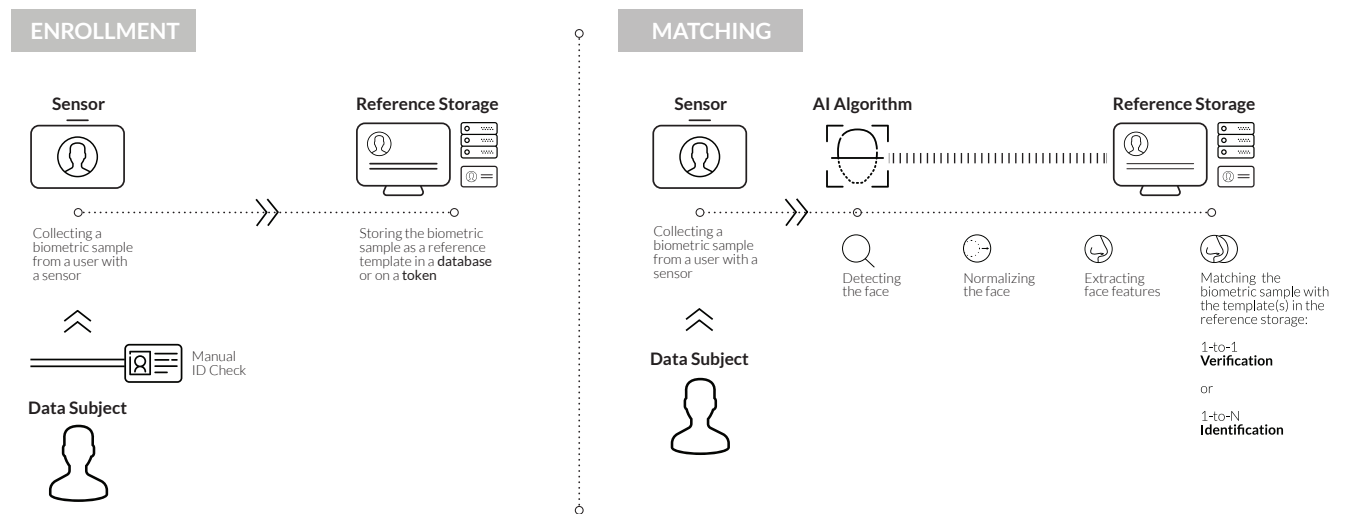 ENROLLMENT
Sensor
Reference Storage
Collecting a
biometric sample
from a user with
a sensor
Storing the biometric
sample as a reference
template in a database
or on a token
Manual
ID Check
Data Subject
MATCHING
Sensor
AI Algorithm
Reference Storage
Collecting a
biometric sample
from a user with a
sensor
Detecting
the face
Normalizing
the face
Extracting
face features
Matching the
biometric sample with
the template(s) in the
reference storage:
1-to-1
Verification
or
1-to-N
Identification
Data Subject